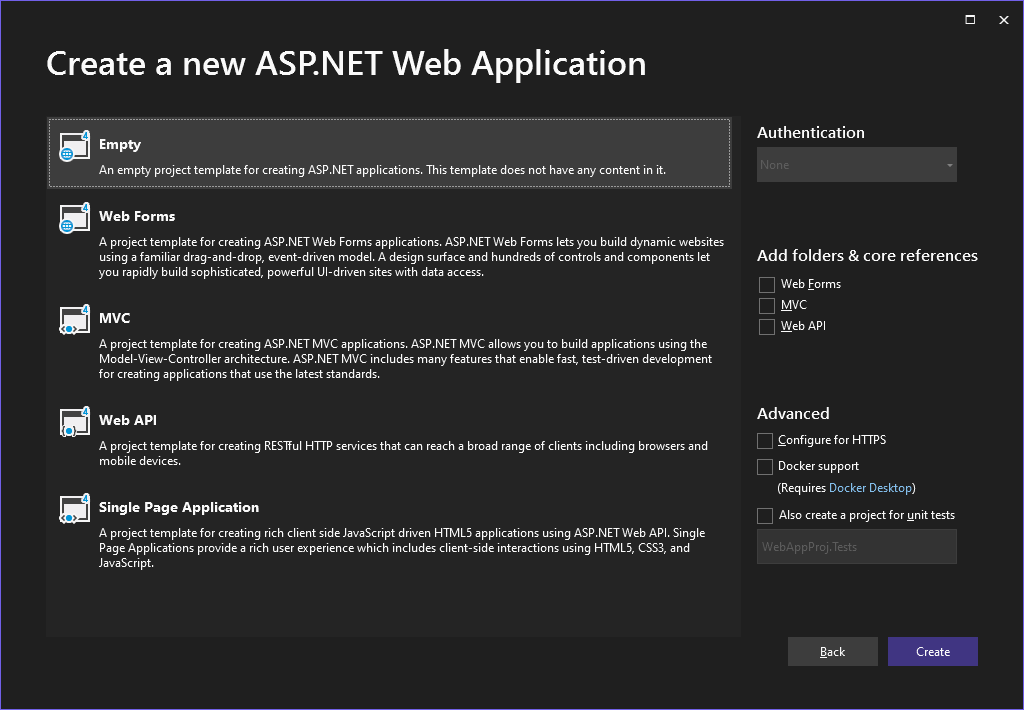 Create a new ASP.NET Web Application
4
Empty
An empty project template for creating ASP.NET applications. This template does not have any content in it.
4
Web Forms
A project template for creating ASP.NET Web Forms applications. ASP.NET Web Forms lets you build dynamic websites
using a familiar drag-and-drop, event-driven model. A design surface and hundreds of controls and components let
you rapidly build sophisticated, powerful UI-driven sites with data access.
4
MVC
A project template for creating ASP.NET MVC applications. ASP.NET MVC allows you to build applications using the
Model-View-Controller architecture. ASP.NET MVC includes many features that enable fast, test-driven development
for creating applications that use the latest standards.
4
Web API
A project template for creating RESTful HTTP services that can reach a broad range of clients including browsers and
mobile devices.
4
Single Page Application
A project template for creating rich client side JavaScript driven HTML5 applications using ASP.NET Web API. Single
Page Applications provide a rich user experience which includes client-side interactions using HTML5, CSS3, and
JavaScript.
Authentication
None
Add folders & core references
Web Forms
MVC
Web API
Advanced
Configure for HTTPS
Docker support
(Requires Docker Desktop)
Also create a project for unit tests
WebAppProj.Tests
Back
Create